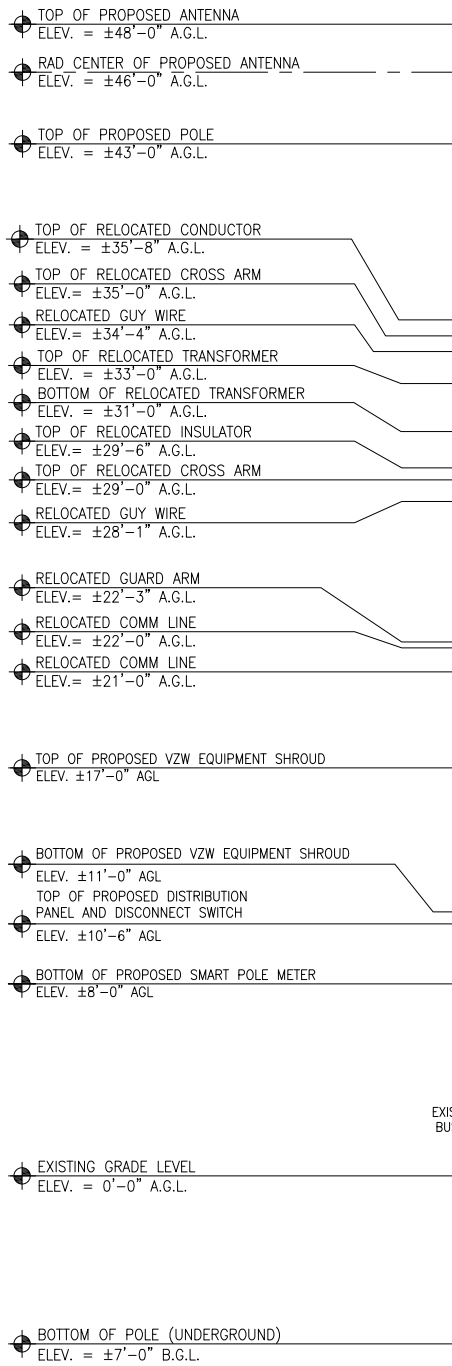 TOP OF PROPOSED ANTENNA
ELEV. = ±48'-0" A.G.L.
RAD CENTER OF PROPOSED ANTENNA
ELEV. = ±46'-0" A.G.L.
TOP OF PROPOSED POLE
ELEV. = ±43'-0" A.G.L.
TOP OF RELOCATED CONDUCTOR
ELEV. = ±35'-8" A.G.L.
TOP OF RELOCATED CROSS ARM
ELEV.= ±35'-0" A.G.L.
RELOCATED GUY WIRE
ELEV.= ±34'-4" A.G.L.
TOP OF RELOCATED TRANSFORMER
ELEV. = ±33'-0" A.G.L.
BOTTOM OF RELOCATED TRANSFORMER
ELEV. = ±31'-0" A.G.L.
TOP OF RELOCATED INSULATOR
ELEV.= ±29'-6" A.G.L.
TOP OF RELOCATED CROSS ARM
ELEV.= ±29'-0" A.G.L.
RELOCATED GUY WIRE
ELEV.= ±28'-1" A.G.L.
RELOCATED GUARD ARM
ELEV.= ±22'-3" A.G.L.
RELOCATED COMM LINE
ELEV.= ±22'-0" A.G.L.
RELOCATED COMM LINE
ELEV.= ±21'-0" A.G.L.
TOP OF PROPOSED VZW EQUIPMENT SHROUD
ELEV. ±17'-0" AGL
BOTTOM OF PROPOSED VZW EQUIPMENT SHROUD
ELEV. ±11'-0" AGL
TOP OF PROPOSED DISTRIBUTION
PANEL AND DISCONNECT SWITCH
ELEV. ±10'-6" AGL
BOTTOM OF PROPOSED SMART POLE METER
ELEV. ±8'-0" AGL
EXISTING GRADE LEVEL
ELEV. = 0'-0" A.G.L.
BOTTOM OF POLE (UNDERGROUND)
ELEV. = ±7'-0" B.G.L.